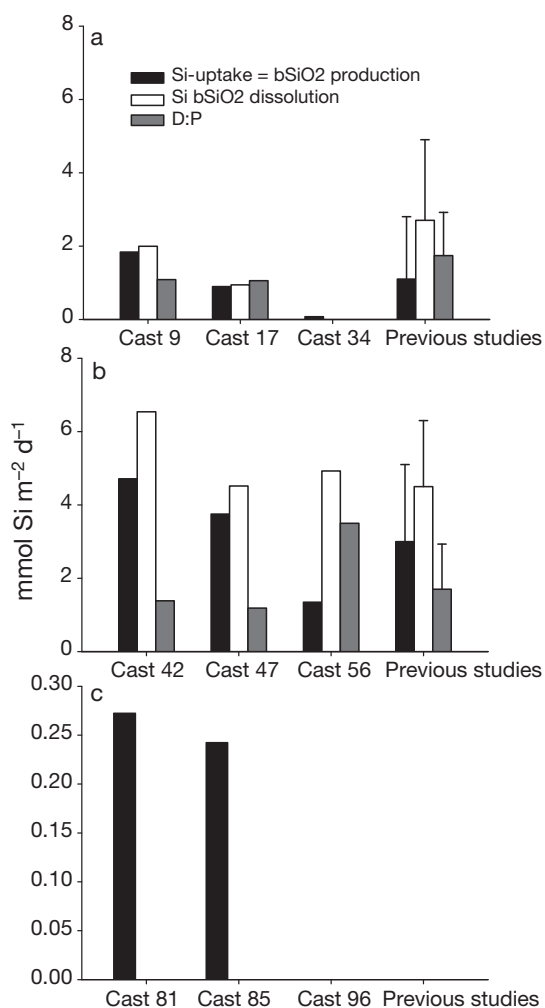 8
a
Si-uptake = bSiO2 production
Si bSiO2 dissolution
D:P
6
4
2
0
Cast 9 Cast 17 Cast 34 Previous studies
8
b
6
4
2
0
Cast 42 Cast 47 Cast 56 Previous studies
mmol Si m⁻² d⁻¹
0.30
c
0.25
0.20
0.15
0.10
0.05
0.00
Cast 81 Cast 85 Cast 96 Previous studies